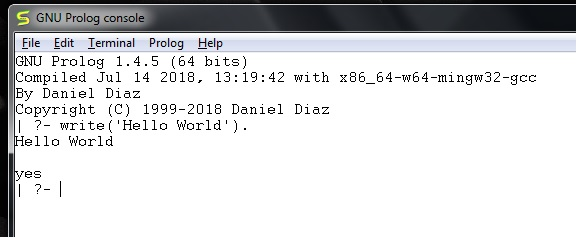 GNU Prolog console
File Edit Terminal Prolog Help
GNU Prolog 1.4.5 (64 bits)
Compiled Jul 14 2018, 13:19:42 with x86_64-w64-mingw32-gcc
By Daniel Diaz
Copyright (C) 1999-2018 Daniel Diaz
| ?- write('Hello World').
Hello World
yes
| ?-